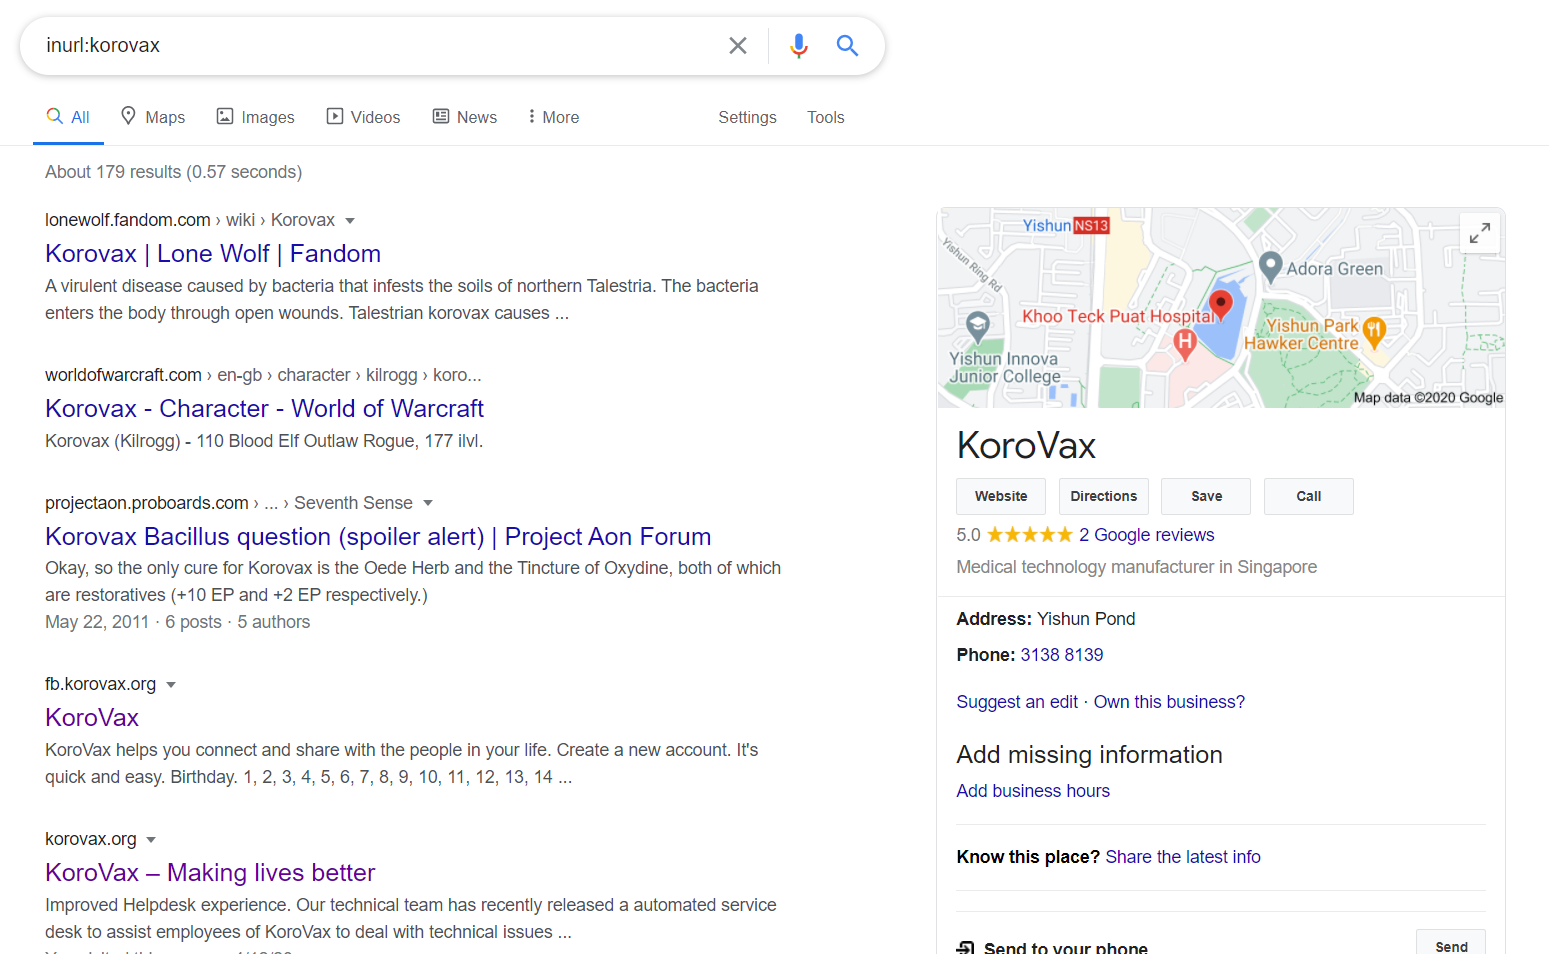 inurl:korovax
All
Maps
Images
Videos
News
More
Settings
Tools
About 179 results (0.57 seconds)
lonewolf.fandom.com › wiki › Korovax
Korovax | Lone Wolf | Fandom
A virulent disease caused by bacteria that infests the soils of northern Talestria. The bacteria
enters the body through open wounds. Talestrian korovax causes ...
worldofwarcraft.com › en-gb › character › kilrogg › koro...
Korovax - Character - World of Warcraft
Korovax (Kilrogg) - 110 Blood Elf Outlaw Rogue, 177 ilvl.
projectaon.proboards.com › ... › Seventh Sense
Korovax Bacillus question (spoiler alert) | Project Aon Forum
Okay, so the only cure for Korovax is the Oede Herb and the Tincture of Oxydine, both of which
are restoratives (+10 EP and +2 EP respectively.)
May 22, 2011 · 6 posts · 5 authors
fb.korovax.org
KoroVax
KoroVax helps you connect and share with the people in your life. Create a new account. It's
quick and easy. Birthday. 1, 2, 3, 4, 5, 6, 7, 8, 9, 10, 11, 12, 13, 14 ...
korovax.org
KoroVax – Making lives better
Improved Helpdesk experience. Our technical team has recently released a automated service
desk to assist employees of KoroVax to deal with technical issues ...
Yishun NS13
Yishun Ring Rd
Adora Green
Khoo Teck Puat Hospital
H
Yishun Park
Hawker Centre
Yishun Innova
Junior College
Map data ©2020 Google
KoroVax
Website
Directions
Save
Call
5.0 2 Google reviews
Medical technology manufacturer in Singapore
Address: Yishun Pond
Phone: 3138 8139
Suggest an edit · Own this business?
Add missing information
Add business hours
Know this place? Share the latest info
Send to your phone
Send